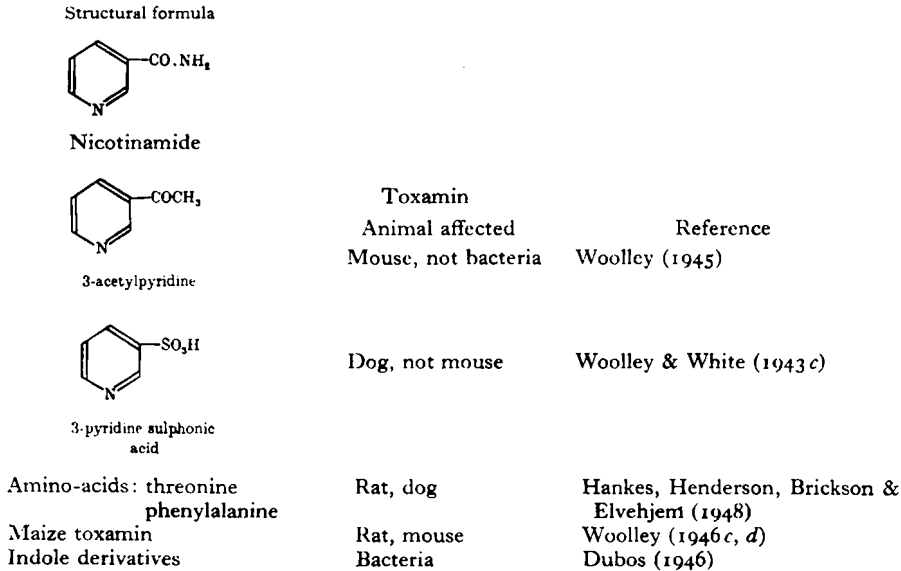 Structural formula
CO.NH₂
N
Nicotinamide
COCH₃
N
3-acetylpyridine
Toxamin
Animal affected Reference
Mouse, not bacteria Woolley (1945)
SO₃H
N
3-pyridine sulphonic
acid
Dog, not mouse Woolley & White (1943 c)
Amino-acids: threonine Rat, dog Hankes, Henderson, Brickson &
phenylalanine Elvehjem (1948)
Maize toxamin Rat, mouse Woolley (1946 c, d)
Indole derivatives Bacteria Dubos (1946)